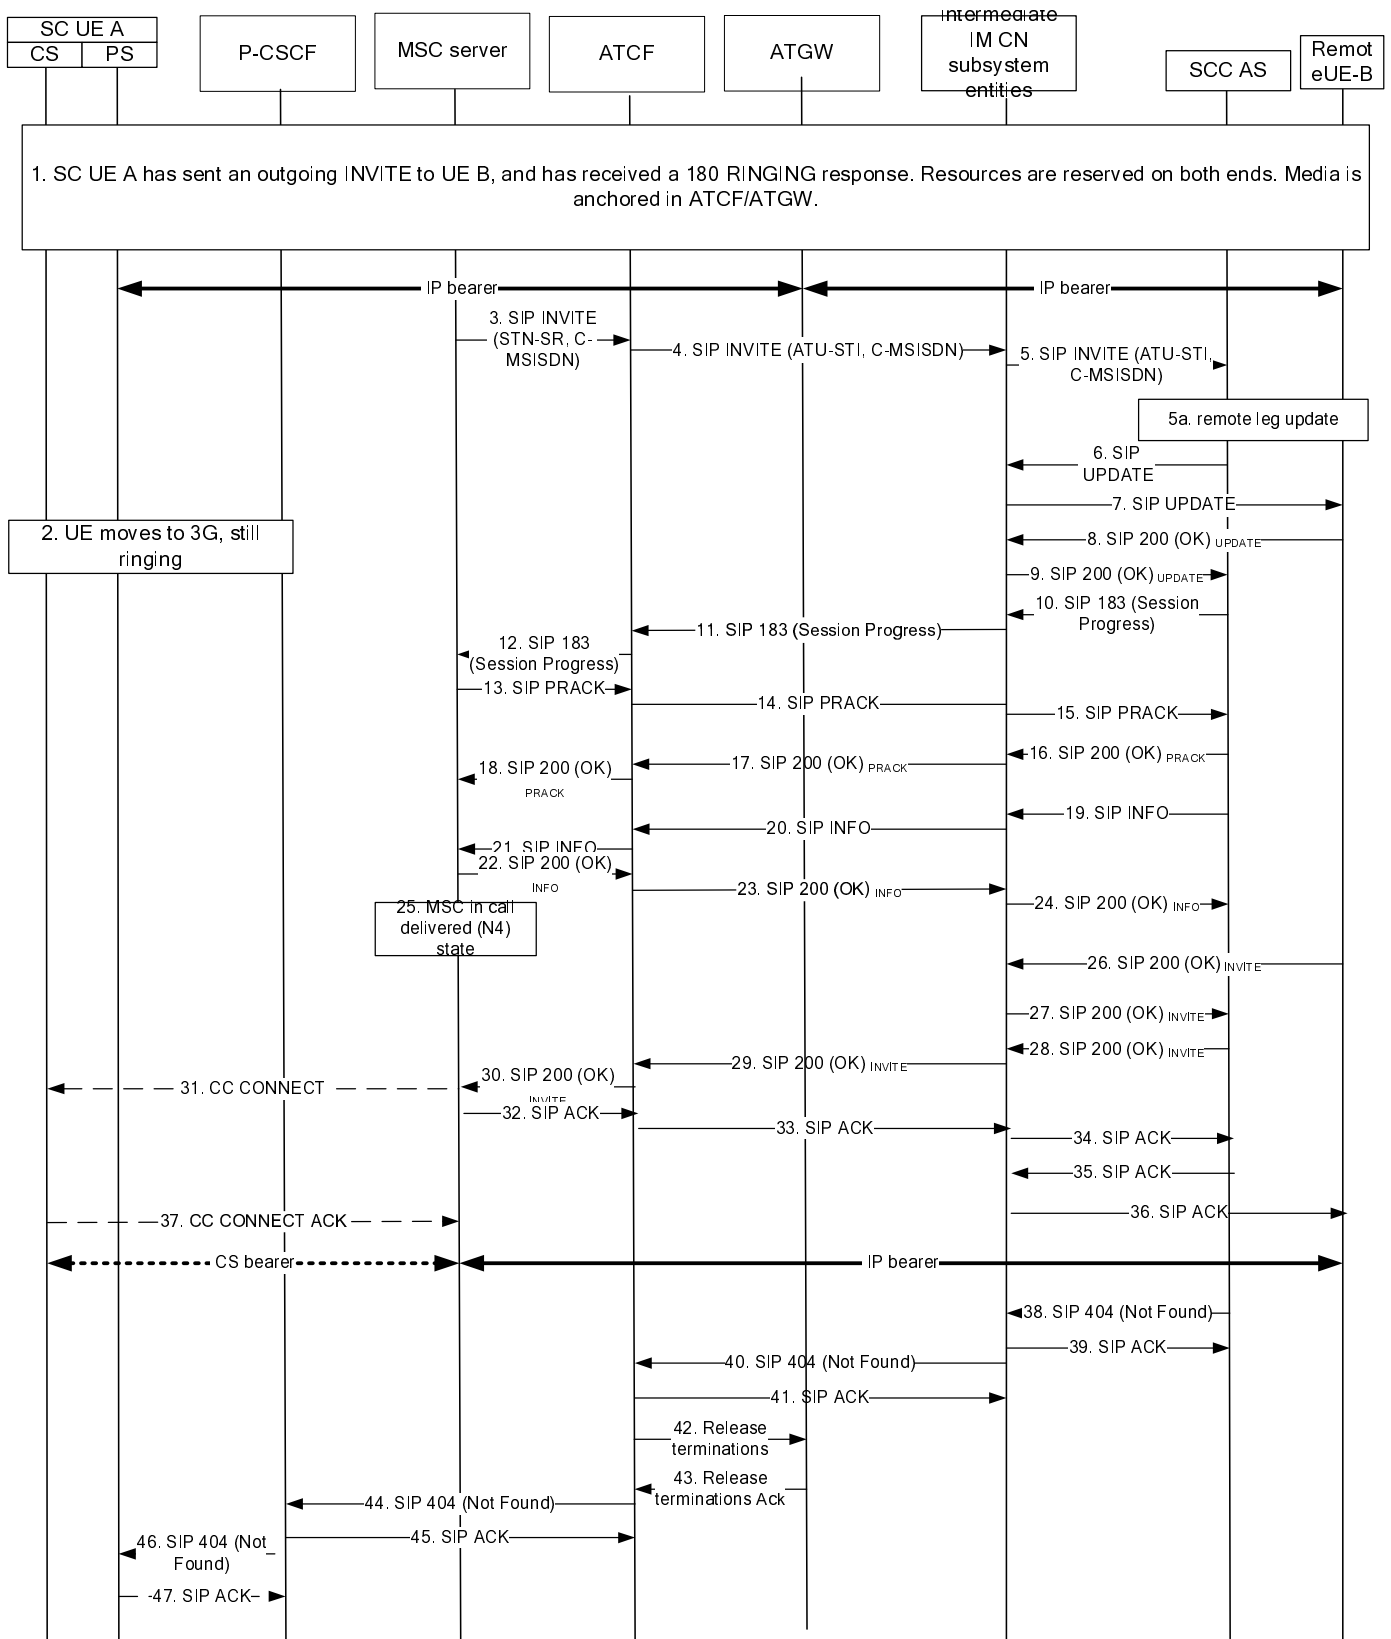 SC UE A
CS
PS
P-CSCF
MSC server
ATCF
ATGW
Intermediate
IM CN
subsystem
entities
SCC AS
Remot
eUE-B
1. SC UE A has sent an outgoing INVITE to UE B, and has received a 180 RINGING response. Resources are reserved on both ends. Media is
anchored in ATCF/ATGW.
IP bearer
IP bearer
3. SIP INVITE
(STN-SR, C-
MSISDN)
4. SIP INVITE (ATU-STI, C-MSISDN)
5. SIP INVITE (ATU-STI,
C-MSISDN)
5a. remote leg update
6. SIP
UPDATE
7. SIP UPDATE
2. UE moves to 3G, still
ringing
8. SIP 200 (OK) UPDATE
9. SIP 200 (OK) UPDATE
10. SIP 183 (Session
Progress)
11. SIP 183 (Session Progress)
12. SIP 183
(Session Progress)
13. SIP PRACK
14. SIP PRACK
15. SIP PRACK
16. SIP 200 (OK) PRACK
17. SIP 200 (OK) PRACK
18. SIP 200 (OK)
PRACK
19. SIP INFO
20. SIP INFO
21. SIP INFO
22. SIP 200 (OK)
INFO
23. SIP 200 (OK) INFO
24. SIP 200 (OK) INFO
25. MSC in call
delivered (N4)
state
26. SIP 200 (OK) INVITE
27. SIP 200 (OK) INVITE
28. SIP 200 (OK) INVITE
29. SIP 200 (OK) INVITE
30. SIP 200 (OK)
INVITE
31. CC CONNECT
32. SIP ACK
33. SIP ACK
34. SIP ACK
35. SIP ACK
36. SIP ACK
37. CC CONNECT ACK
CS bearer
IP bearer
38. SIP 404 (Not Found)
39. SIP ACK
40. SIP 404 (Not Found)
41. SIP ACK
42. Release
terminations
43. Release
terminations Ack
44. SIP 404 (Not Found)
45. SIP ACK
46. SIP 404 (Not
Found)
47. SIP ACK